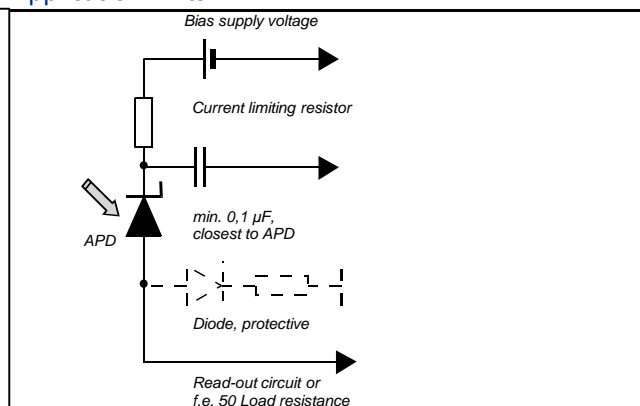 Bias supply voltage
Current limiting resistor
min. 0,1 µF,
closest to APD
APD
Diode, protective
Read-out circuit or
f.e. 50 Load resistance